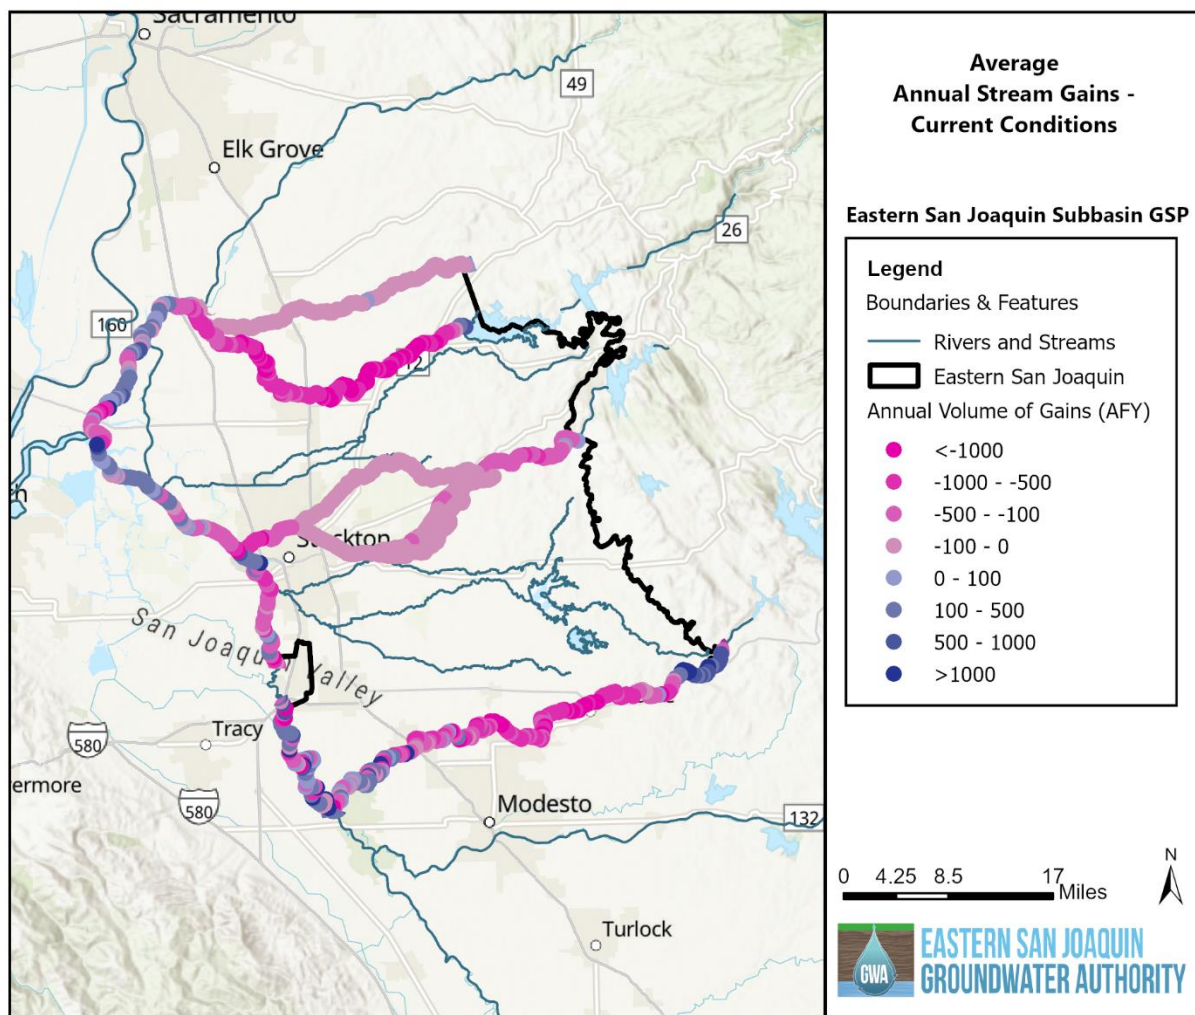 Sacramento
49
Elk Grove
26
160
12
Stockton
San Joaquin Valley
Tracy
580
ermore
580
Modesto
132
Turlock
Average
Annual Stream Gains -
Current Conditions
Eastern San Joaquin Subbasin GSP
Legend
Boundaries & Features
Rivers and Streams
Eastern San Joaquin
Annual Volume of Gains (AFY)
<-1000
-1000 - -500
-500 - -100
-100 - 0
0 - 100
100 - 500
500 - 1000
>1000
N
0 4.25 8.5 17
Miles
GWA
EASTERN SAN JOAQUIN
GROUNDWATER AUTHORITY